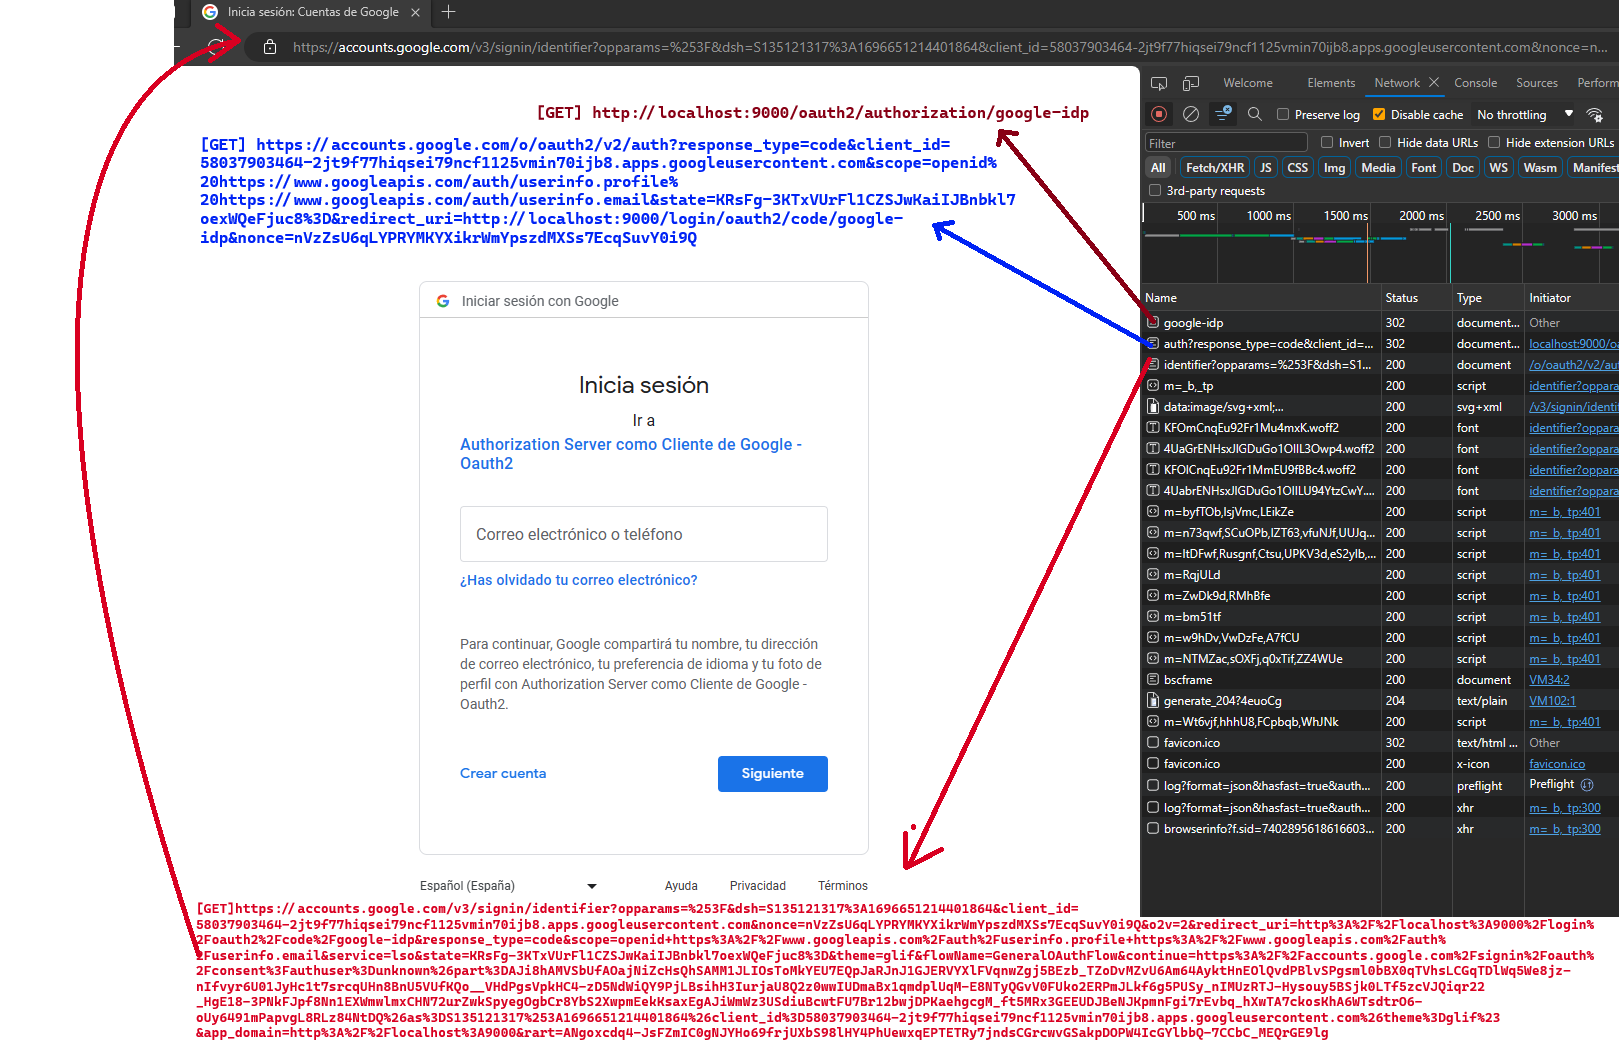 Inicia sesión: Cuentas de Google
https://accounts.google.com/v3/signin/identifier?opparams=%253F&dsh=S135121317%3A1696651214401864&client_id=58037903464-2jt9f77hiqsei79ncf1125vmin70ijb8.apps.googleusercontent.com&nonce=n...
[GET] http://localhost:9000/oauth2/authorization/google-idp
[GET] https://accounts.google.com/o/oauth2/v2/auth?response_type=code&client_id=
58037903464-2jt9f77hiqsei79ncf1125vmin70ijb8.apps.googleusercontent.com&scope=openid%
20https://www.googleapis.com/auth/userinfo.profile%
20https://www.googleapis.com/auth/userinfo.email&state=KRsFg-3KTxVUrFl1CZSJwKaiIJBnbkl7
oexWQeFjuc8%3D&redirect_uri=http://localhost:9000/login/oauth2/code/google-
idp&nonce=nVzZsU6qLYPRYMKYXikrWmYpszdMXSs7EcqSuvY0i9Q
Iniciar sesión con Google
Inicia sesión
Ir a
Authorization Server como Cliente de Google -
Oauth2
Correo electrónico o teléfono
¿Has olvidado tu correo electrónico?
Para continuar, Google compartirá tu nombre, tu dirección
de correo electrónico, tu preferencia de idioma y tu foto de
perfil con Authorization Server como Cliente de Google -
Oauth2.
Crear cuenta
Siguiente
Español (España)
Ayuda
Privacidad
Términos
Welcome Elements Network Console Sources Perform
Preserve log Disable cache No throttling
Filter Invert Hide data URLs Hide extension URLs
All Fetch/XHR JS CSS Img Media Font Doc WS Wasm Manifest
3rd-party requests
500 ms 1000 ms 1500 ms 2000 ms 2500 ms 3000 ms
Name Status Type Initiator
google-idp 302 document... Other
auth?response_type=code&client_id=... 302 document... localhost:9000/oa
identifier?opparams=%253F&dsh=S1... 200 document /o/oauth2/v2/au
m=_b,_tp 200 script identifier?oppara
data:image/svg+xml;... 200 svg+xml /v3/signin/identi
KFOmCnqEu92Fr1Mu4mxK.woff2 200 font identifier?oppara
4UaGrENHsxJlGDuGo1OIlL3Owp4.woff2 200 font identifier?oppara
KFOlCnqEu92Fr1MmEU9fBBc4.woff2 200 font identifier?oppara
4UabrENHsxJlGDuGo1OIlLU94YtzCwY.... 200 font identifier?oppara
m=byfTOb,lsjVmc,LEikZe 200 script m=_b,_tp:401
m=n73qwf,SCuOPb,IZT63,vfuNJf,UUJq... 200 script m=_b,_tp:401
m=ltDFwf,Rusgnf,Ctsu,UPKV3d,eS2ylb,... 200 script m=_b,_tp:401
m=RqjULd 200 script m=_b,_tp:401
m=ZwDk9d,RMhBfe 200 script m=_b,_tp:401
m=bm51tf 200 script m=_b,_tp:401
m=w9hDv,VwDzFe,A7fCU 200 script m=_b,_tp:401
m=NTMZac,sOXFj,q0xTif,ZZ4WUe 200 script m=_b,_tp:401
bscframe 200 document VM34:2
generate_204?4euoCg 204 text/plain VM102:1
m=Wt6vjf,hhhU8,FCpbqb,WhJNk 200 script m=_b,_tp:401
favicon.ico 302 text/html ... Other
favicon.ico 200 x-icon favicon.ico
log?format=json&hasfast=true&auth... 200 preflight Preflight
log?format=json&hasfast=true&auth... 200 xhr m=_b,_tp:300
browserinfo?f.sid=7402895618616603... 200 xhr m=_b,_tp:300
[GET]https://accounts.google.com/v3/signin/identifier?opparams=%253F&dsh=S135121317%3A1696651214401864&client_id=
58037903464-2jt9f77hiqsei79ncf1125vmin70ijb8.apps.googleusercontent.com&nonce=nVzZsU6qLYPRYMKYXikrWmYpszdMXSs7EcqSuvY0i9Q&o2v=2&redirect_uri=http%3A%2F%2Flocalhost%3A9000%2Flogin%
2Foauth2%2Fcode%2Fgoogle-idp&response_type=code&scope=openid+https%3A%2F%2Fwww.googleapis.com%2Fauth%2Fuserinfo.profile+https%3A%2F%2Fwww.googleapis.com%2Fauth%
2Fuserinfo.email&service=lso&state=KRsFg-3KTxVUrFl1CZSJwKaiIJBnbkl7oexWQeFjuc8%3D&theme=glif&flowName=GeneralOAuthFlow&continue=https%3A%2F%2Faccounts.google.com%2Fsignin%2Foauth%
2Fconsent%3Fauthuser%3Dunknown%26part%3DAJi8hAMVSbUfAOajNiZcHsQhSAMM1JLIOsToMkYEU7EQpJaRJnJ1GJERVYXlFVqnwZgj5BEzb_TZoDvMZvU6Am64AyktHnEOlQvdPBlvSPgsml0bBX0qTVhsLCGqTDlWq5We8jz-
nIfvyr6U01JyHc1t7srcqUHn8BnU5VUfKQo__VHdPgsVpkHC4-zD5NdWiQY9PjLBsihH3IurjaU8Q2z0wwIUDmaBx1qmdplUqM-E8NTyQGvV0FUko2ERPmJLkf6g5PUSy_nIMUzRTJ-Hysouy5BSjk0LTf5zcVJQiqr22
_HgE18-3PNkFJpf8Nn1EXWmwlmxCHN72urZwkSpyegOgbCr8YbS2XwpmEekKsaxEgAJiWmWz3USdiuBcwtFU7Br12bwjDPKaehgcgM_ft5MRx3GEEUDJBeNJKpmnFgi7rEvbq_hXwTA7ckosKhA6WTsdtrO6-
oUy6491mPapvgL8RLz84NtDQ%26as%3DS135121317%253A1696651214401864%26client_id%3D58037903464-2jt9f77hiqsei79ncf1125vmin70ijb8.apps.googleusercontent.com%26theme%3Dglif%23
&app_domain=http%3A%2F%2Flocalhost%3A9000&rart=ANgoxcdq4-JsFZmIC0gNJYHo69frjUXbS98lHY4PhUewxqEPTETRy7jndsCGrcwvGSakpDOPW4IcGYlbbQ-7CCbC_MEQrGE9lg